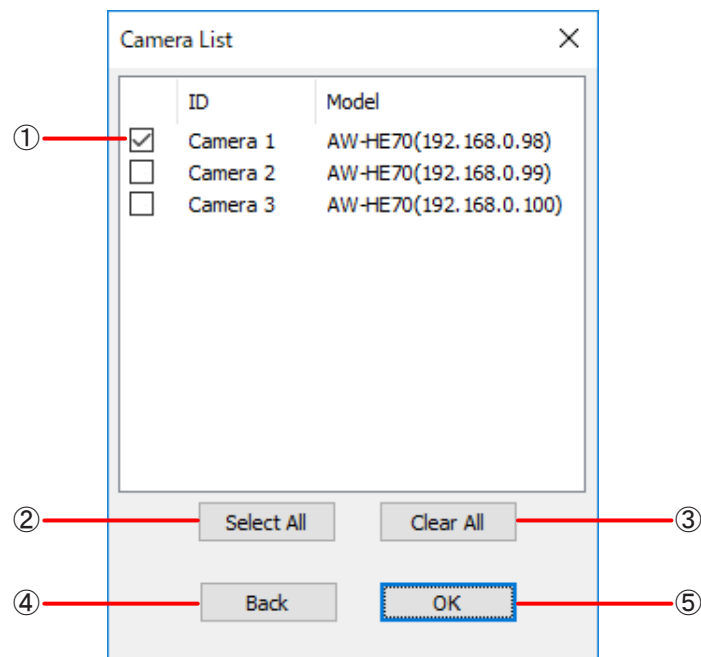 Camera List
ID Model
① Camera 1 AW-HE70(192.168.0.98)
Camera 2 AW-HE70(192.168.0.99)
Camera 3 AW-HE70(192.168.0.100)
② Select All Clear All ③
④ Back OK ⑤